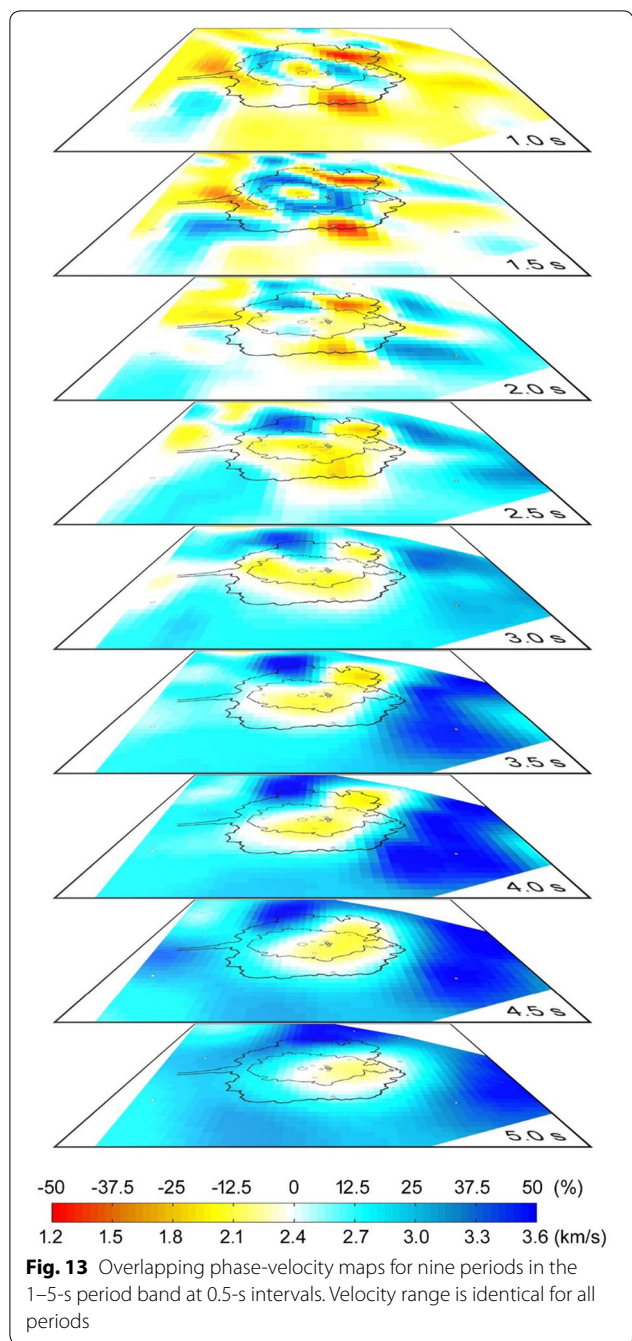 1.0 s
1.5 s
2.0 s
2.5 s
3.0 s
3.5 s
4.0 s
4.5 s
5.0 s
-50 -37.5 -25 -12.5 0 12.5 25 37.5 50 (%)
1.2 1.5 1.8 2.1 2.4 2.7 3.0 3.3 3.6 (km/s)
Fig. 13 Overlapping phase-velocity maps for nine periods in the
1–5-s period band at 0.5-s intervals. Velocity range is identical for all
periods